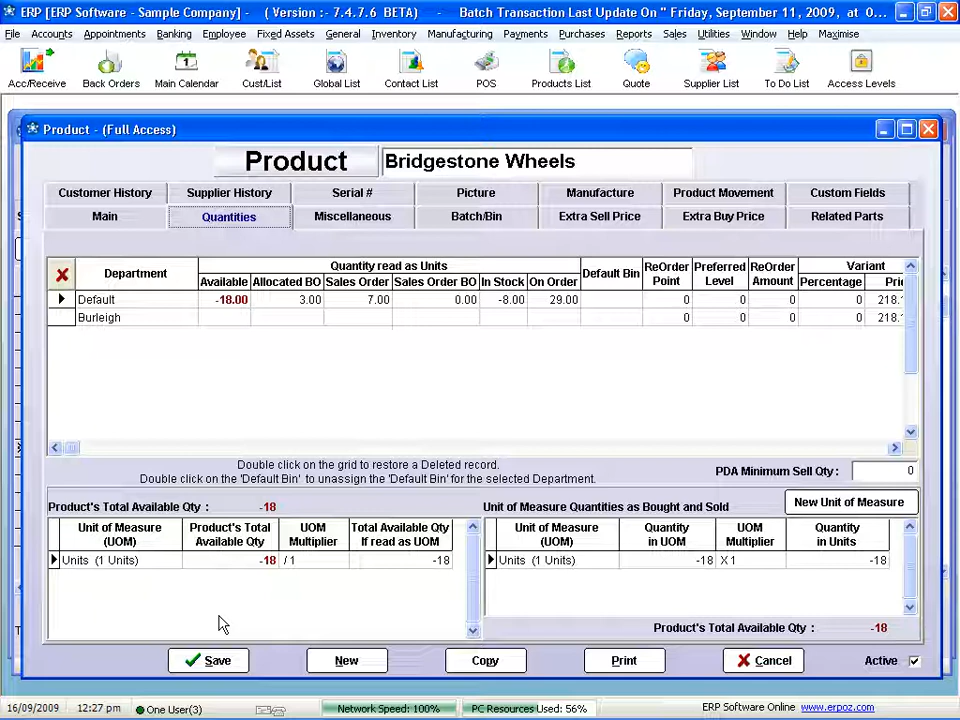 ERP [ERP Software - Sample Company] - ( Version :- 7.4.7.6 BETA) - Batch Transaction Last Update On " Friday, September 11, 2009, at O...
File Accounts Appointments Banking Employee Fixed Assets General Inventory Manufacturing Payments Purchases Reports Sales Utilities Window Help Maximise
Acc/Receive Back Orders Main Calendar Cust/List Global List Contact List POS Products List Quote Supplier List To Do List Access Levels
Product - (Full Access)
Product Bridgestone Wheels
Customer History Supplier History Serial # Picture Manufacture Product Movement Custom Fields
Main Quantities Miscellaneous Batch/Bin Extra Sell Price Extra Buy Price Related Parts
Department Quantity read as Units Default Bin ReOrder Point Preferred Level ReOrder Amount Variant
Available Allocated BO Sales Order Sales Order BO In Stock On Order Percentage Pri
Default -18.00 3.00 7.00 0.00 -8.00 29.00 0 0 0 0 218.1
Burleigh 0 0 0 0 218.1
Double click on the grid to restore a Deleted record.
Double click on the 'Default Bin' to unassign the 'Default Bin' for the selected Department.
PDA Minimum Sell Qty : 0
Product's Total Available Qty : -18
Unit of Measure Quantities as Bought and Sold
New Unit of Measure
Unit of Measure (UOM) Product's Total Available Qty UOM Multiplier Total Available Qty If read as UOM
Units (1 Units) -18 / 1 -18
Unit of Measure (UOM) Quantity in UOM UOM Multiplier Quantity in Units
Units (1 Units) -18 X 1 -18
Product's Total Available Qty : -18
Save New Copy Print Cancel Active
16/09/2009 12:27 pm One User(3) Network Speed: 100% PC Resources Used: 56% ERP Software Online www.erpoz.com